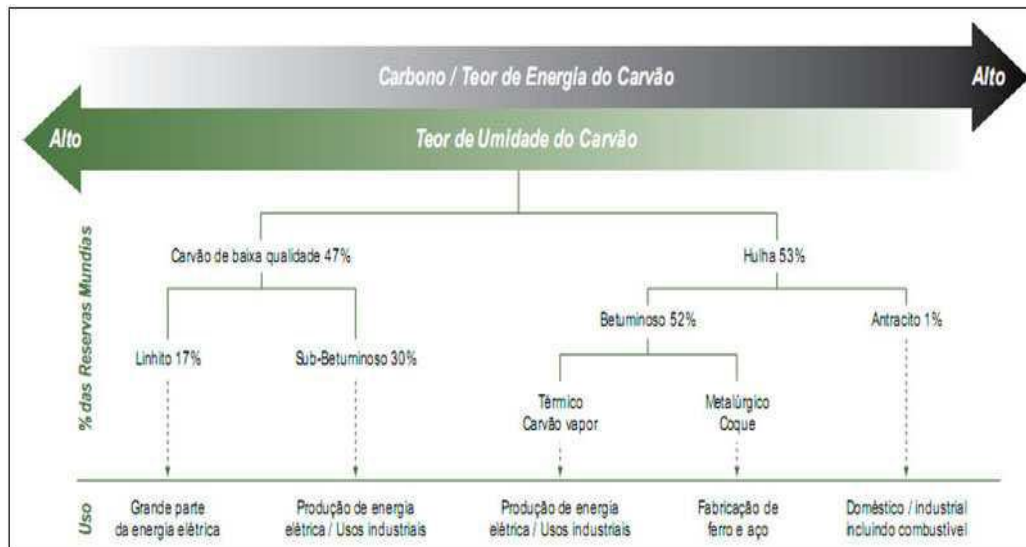 Carbono / Teor de Energia do Carvão
Alto
Alto
Teor de Umidade do Carvão
% das Reservas Mundías
Carvão de baixa qualidade 47%
Hulha 53%
Betuminoso 52%
Antracito 1%
Linhito 17%
Sub-Betuminoso 30%
Térmico
Carvão vapor
Metalúrgico
Coque
Uso
Grande parte
da energia elétrica
Produção de energia
elétrica / Usos industriais
Produção de energia
elétrica / Usos industriais
Fabricação de
ferro e aço
Doméstico / industrial
incluindo combustível